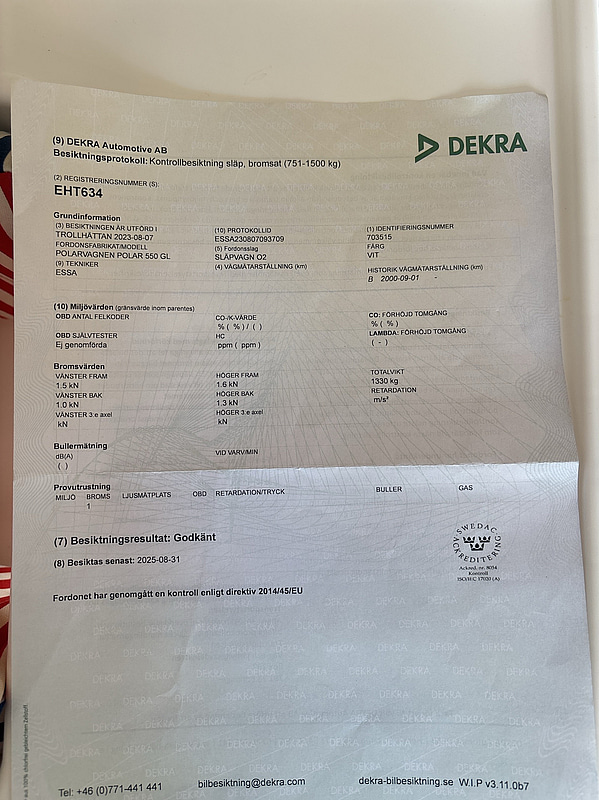 (9) DEKRA Automotive AB
Besiktningsprotokoll: Kontrollbesiktning släp, bromsat (751-1500 kg)
DEKRA
(2) REGISTRERINGSNUMMER (S):
EHT634
Grundinformation
(3) BESIKTNINGEN ÄR UTFÖRD I
TROLLHÄTTAN 2023-08-07
(10) PROTOKOLLID
ESSA230807093709
(1) IDENTIFIERINGSNUMMER
703515
FORDONSFABRIKAT/MODELL
POLARVAGNEN POLAR 550 GL
(5) Fordonsslag
SLÄPVAGN O2
FÄRG
VIT
(9) TEKNIKER
ESSA
(4) VÄGMÄTARSTÄLLNING (km)
HISTORIK VÄGMÄTARSTÄLLNING (km)
B 2000-09-01 -
(10) Miljövärden (gränsvärde inom parentes)
OBD ANTAL FELKODER
CO-/K-VÄRDE
% ( % ) / ( )
CO: FÖRHÖJD TOMGÅNG
% ( % )
OBD SJÄLVTESTER
Ej genomförda
HC
ppm ( ppm )
LAMBDA: FÖRHÖJD TOMGÅNG
( - )
Bromsvärden
VÄNSTER FRAM
1.5 kN
HÖGER FRAM
1.6 kN
TOTALVIKT
1330 kg
VÄNSTER BAK
1.0 kN
HÖGER BAK
1.3 kN
RETARDATION
m/s²
VÄNSTER 3:e axel
kN
HÖGER 3:e axel
kN
Bullermätning
dB(A)
( )
VID VARV/MIN
Provutrustning
MILJÖ BROMS LJUSMÄTPLATS OBD RETARDATION/TRYCK BULLER GAS
1
(7) Besiktningsresultat: Godkänt
(8) Besiktas senast: 2025-08-31
SWEDAC
ACKREDITERING
Ackred. nr. 8054
Kontroll
ISO/IEC 17020 (A)
Fordonet har genomgått en kontroll enligt direktiv 2014/45/EU
Tel: +46 (0)771-441 441 bilbesiktning@dekra.com dekra-bilbesiktning.se W.I.P v3.11.0b7